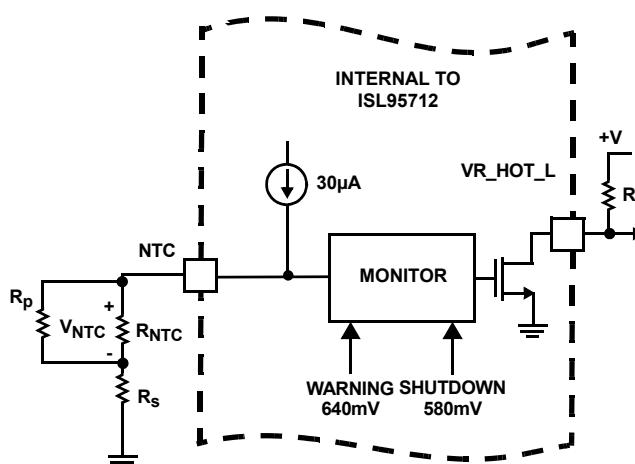 INTERNAL TO
ISL95712
+V
VR_HOT_L
30µA
R
NTC
MONITOR
Rp
+
VNTC
RNTC
-
Rs
WARNING
640mV
SHUTDOWN
580mV